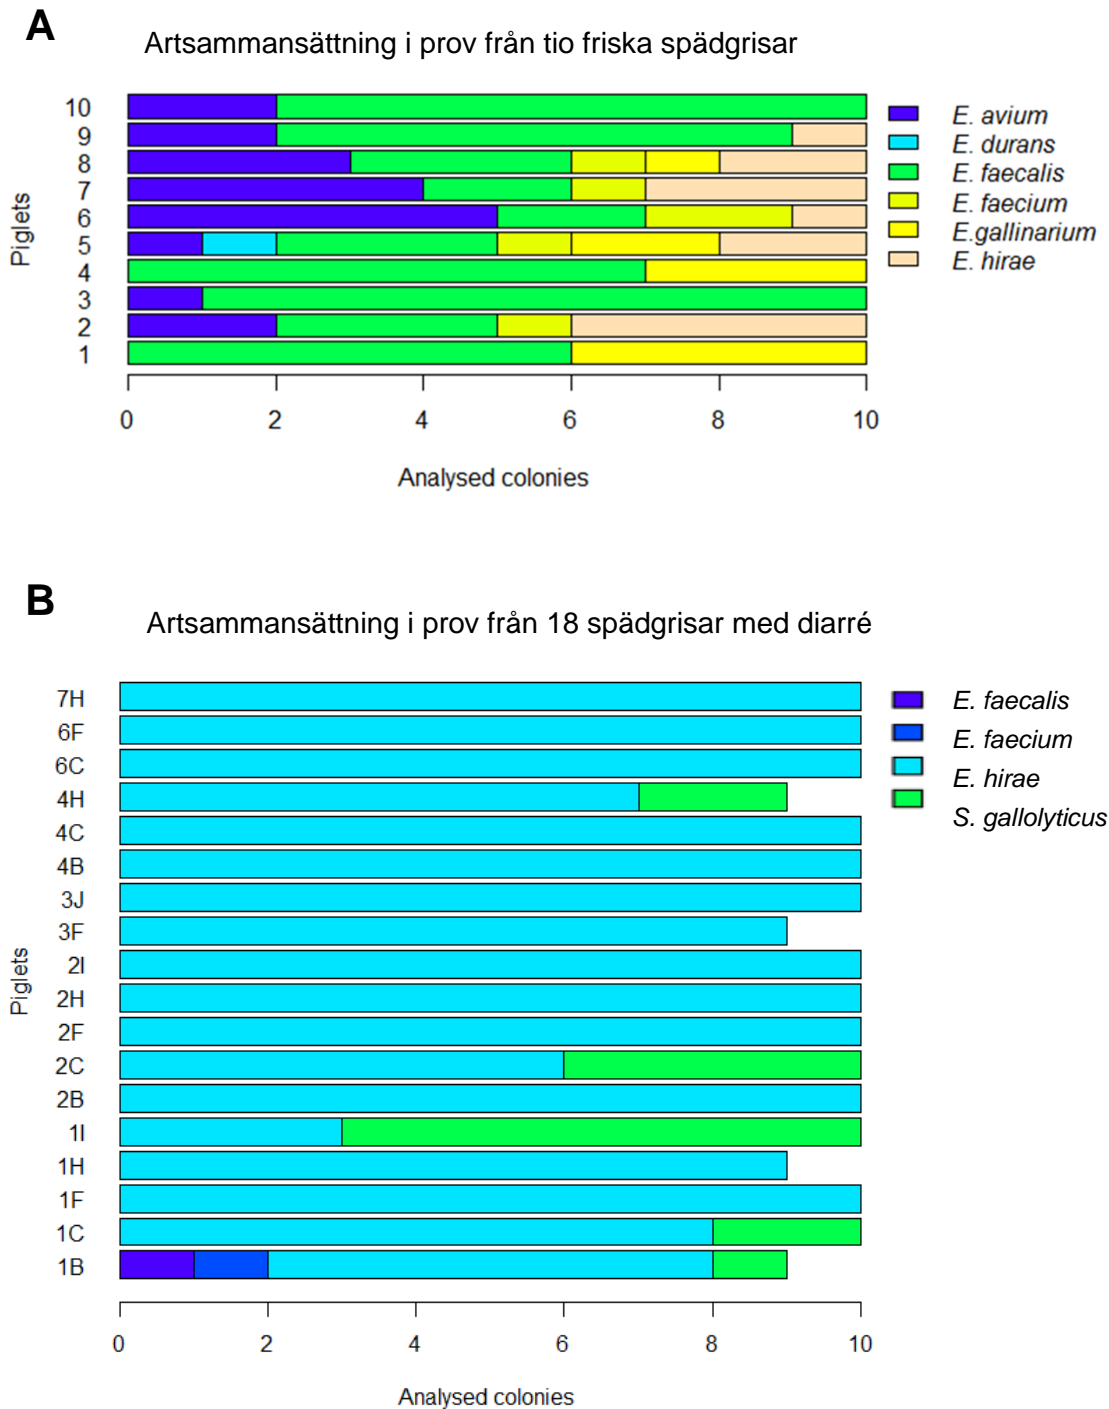 A
Artsammansättning i prov från tio friska spädgrisar
Piglets
10
9
8
7
6
5
4
3
2
1
0 2 4 6 8 10
Analysed colonies
E. avium
E. durans
E. faecalis
E. faecium
E.gallinarium
E. hirae
B
Artsammansättning i prov från 18 spädgrisar med diarré
Piglets
7H
6F
6C
4H
4C
4B
3J
3F
2I
2H
2F
2C
2B
1I
1H
1F
1C
1B
0 2 4 6 8 10
Analysed colonies
E. faecalis
E. faecium
E. hirae
S. gallolyticus